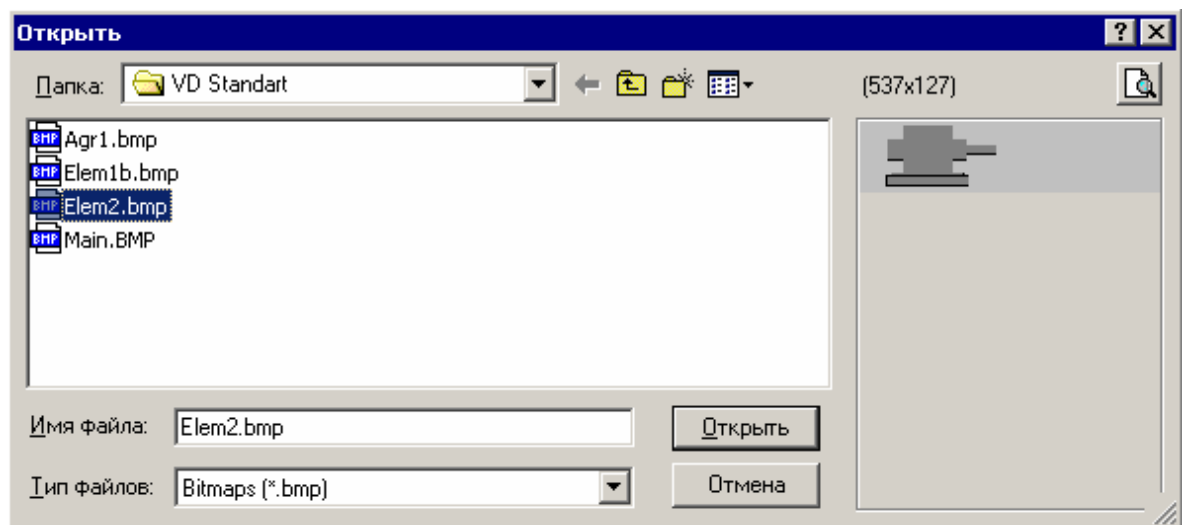 Открыть
Папка: VD Standart (537x127)
BMP Agr1.bmp
BMP Elem1b.bmp
BMP Elem2.bmp
BMP Main.BMP
Имя файла: Elem2.bmp Открыть
Тип файлов: Bitmaps (*.bmp) Отмена